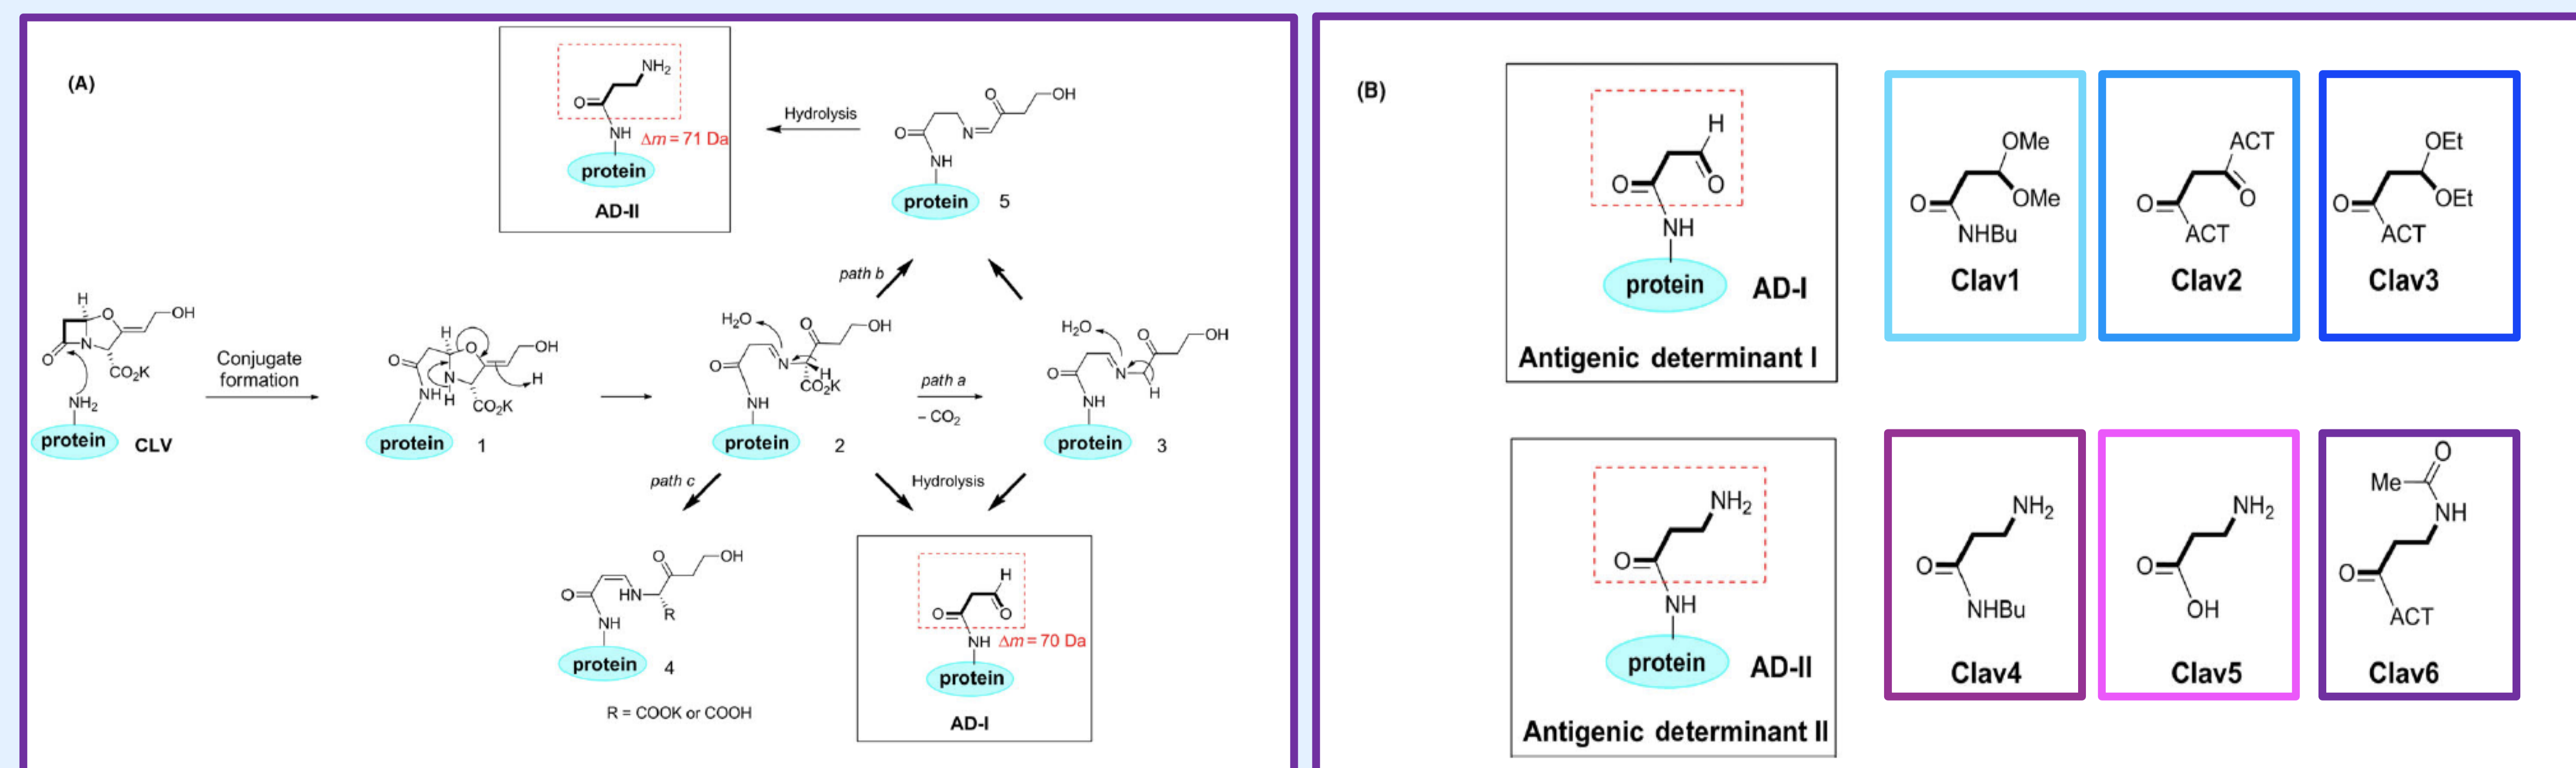 (A)
NH₂
O
NH
Δm = 71 Da
protein
AD-II
Hydrolysis
O
OH
O
N
NH
protein
5
path b
H
O
OH
N
O
CO₂K
NH₂
protein
CLV
Conjugate
formation
H
O
OH
O
N
H
NH
H
CO₂K
protein
1
H₂O
O
OH
O
N
H
CO₂K
NH
protein
2
path a
– CO₂
H₂O
O
OH
O
N
H
NH
protein
3
path c
Hydrolysis
O
OH
O
HN
R
NH
protein
4
R = COOK or COOH
H
O
O
NH
Δm = 70 Da
protein
AD-I
(B)
H
O
O
NH
protein
AD-I
Antigenic determinant I
OMe
O
OMe
NHBu
Clav1
ACT
O
O
ACT
Clav2
OEt
O
OEt
ACT
Clav3
NH₂
O
NH
protein
AD-II
Antigenic determinant II
NH₂
O
NHBu
Clav4
NH₂
O
OH
Clav5
O
Me
NH
O
ACT
Clav6